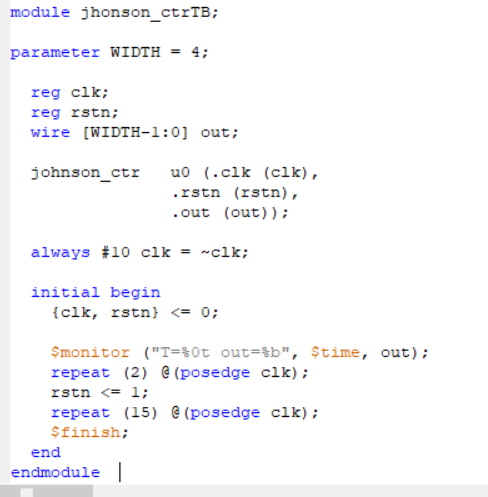 module jhonson_ctrTB;
parameter WIDTH = 4;
reg clk;
reg rstn;
wire [WIDTH-1:0] out;
johnson_ctr   u0 (.clk (clk),
.rstn (rstn),
.out (out));
always #10 clk = ~clk;
initial begin
{clk, rstn} <= 0;
$monitor ("T=%0t out=%b", $time, out);
repeat (2) @(posedge clk);
rstn <= 1;
repeat (15) @(posedge clk);
$finish;
end
endmodule